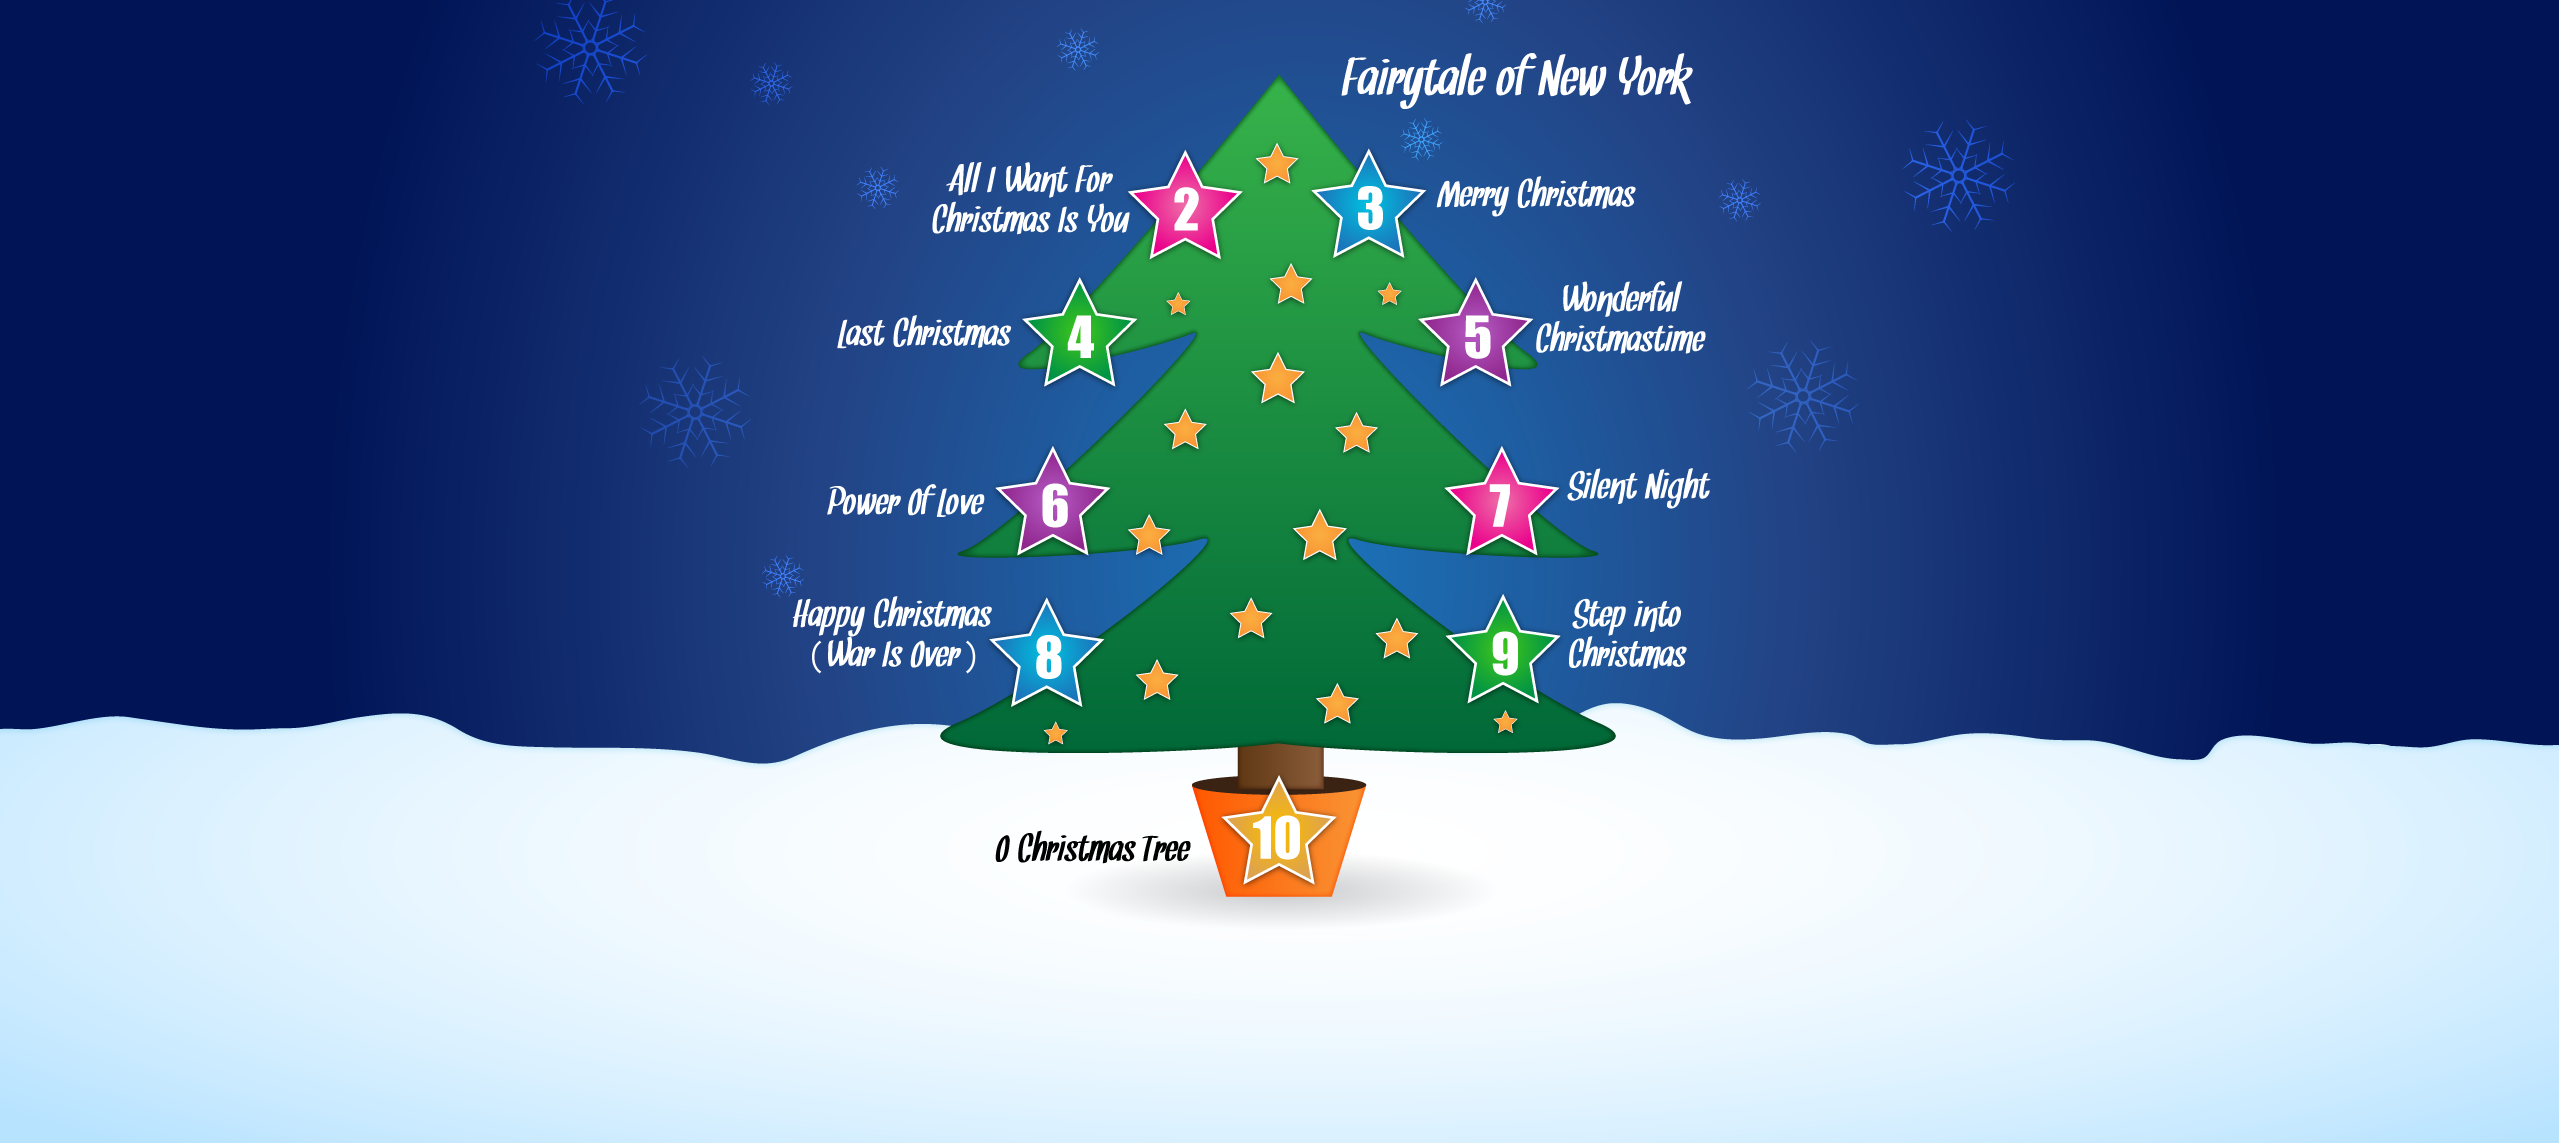 Fairytale of New York
All I Want For
Christmas Is You
2
3
Merry Christmas
Last Christmas
4
5
Wonderful
Christmastime
Power Of Love
6
7
Silent Night
Happy Christmas
(War Is Over)
8
9
Step into
Christmas
O Christmas Tree
10